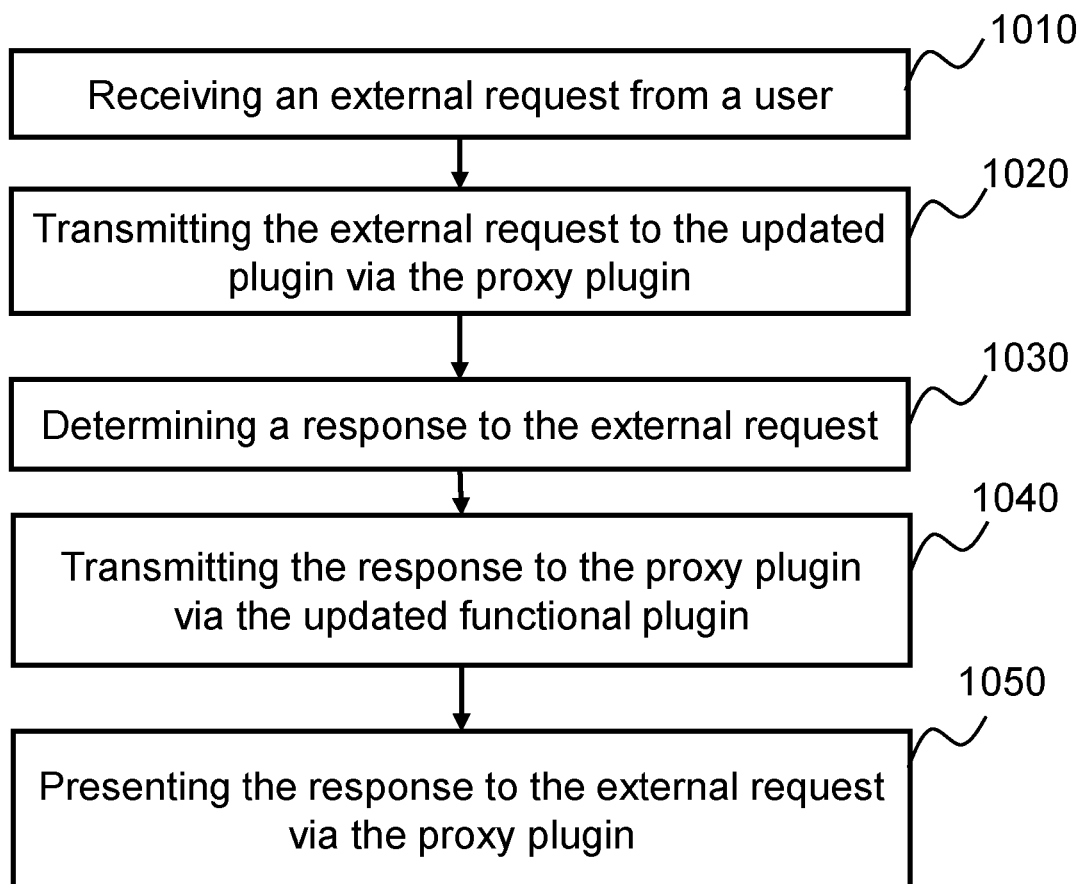 1010
Receiving an external request from a user
1020
Transmitting the external request to the updated
plugin via the proxy plugin
1030
Determining a response to the external request
1040
Transmitting the response to the proxy plugin
via the updated functional plugin
1050
Presenting the response to the external request
via the proxy plugin